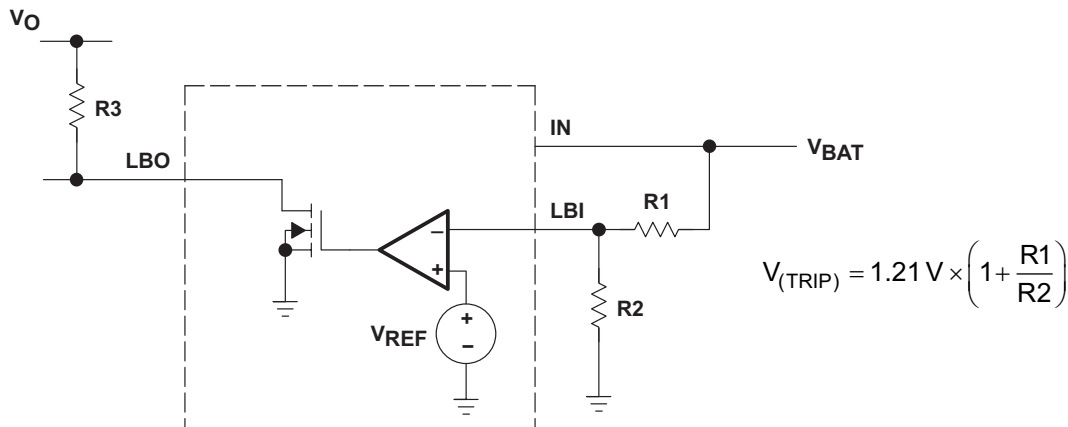 VO
R3
LBO
IN
VBAT
LBI
R1
R2
−
+
VREF
+
−
V(TRIP) = 1.21 V × (1 + R1/R2)